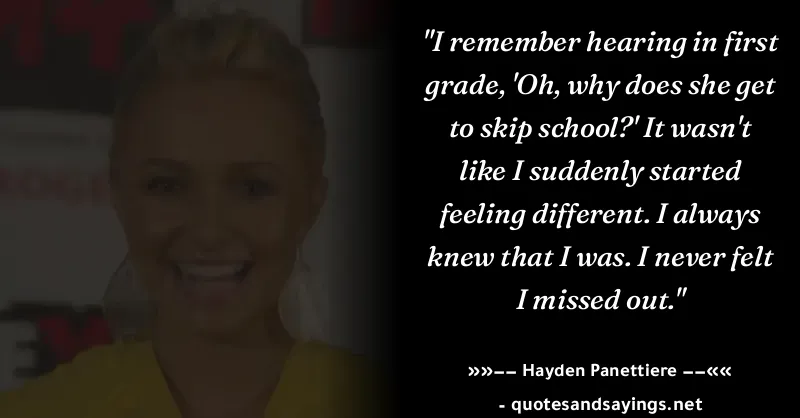 "I remember hearing in first
grade, 'Oh, why does she get
to skip school?' It wasn't
like I suddenly started
feeling different. I always
knew that I was. I never felt
I missed out."
»»–– Hayden Panettiere ––««
- quotesandsayings.net